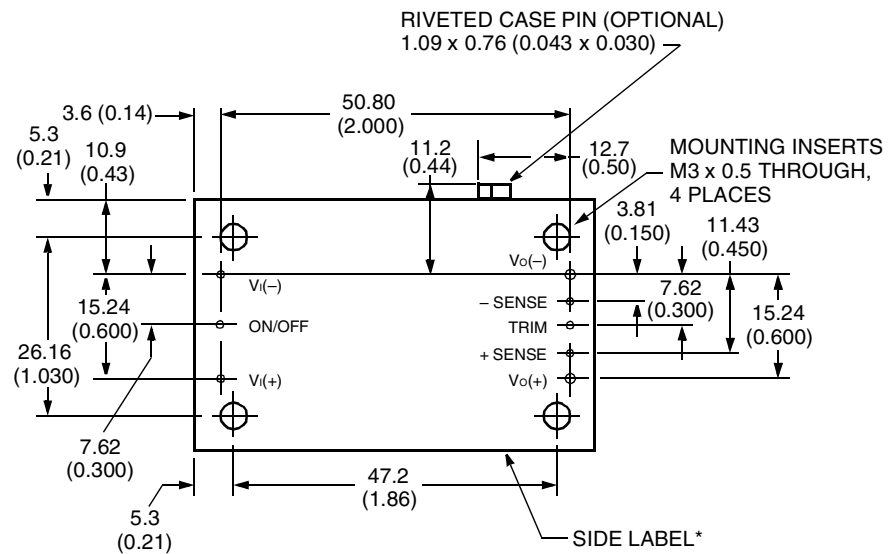 RIVETED CASE PIN (OPTIONAL)
1.09 x 0.76 (0.043 x 0.030)
3.6 (0.14)
50.80
(2.000)
5.3
(0.21)
10.9
(0.43)
11.2
(0.44)
12.7
(0.50)
MOUNTING INSERTS
M3 x 0.5 THROUGH,
4 PLACES
3.81
(0.150)
11.43
(0.450)
VO(–)
VI(–)
– SENSE
7.62
(0.300)
15.24
(0.600)
ON/OFF
TRIM
15.24
(0.600)
+ SENSE
26.16
(1.030)
VI(+)
VO(+)
7.62
(0.300)
47.2
(1.86)
5.3
(0.21)
SIDE LABEL*